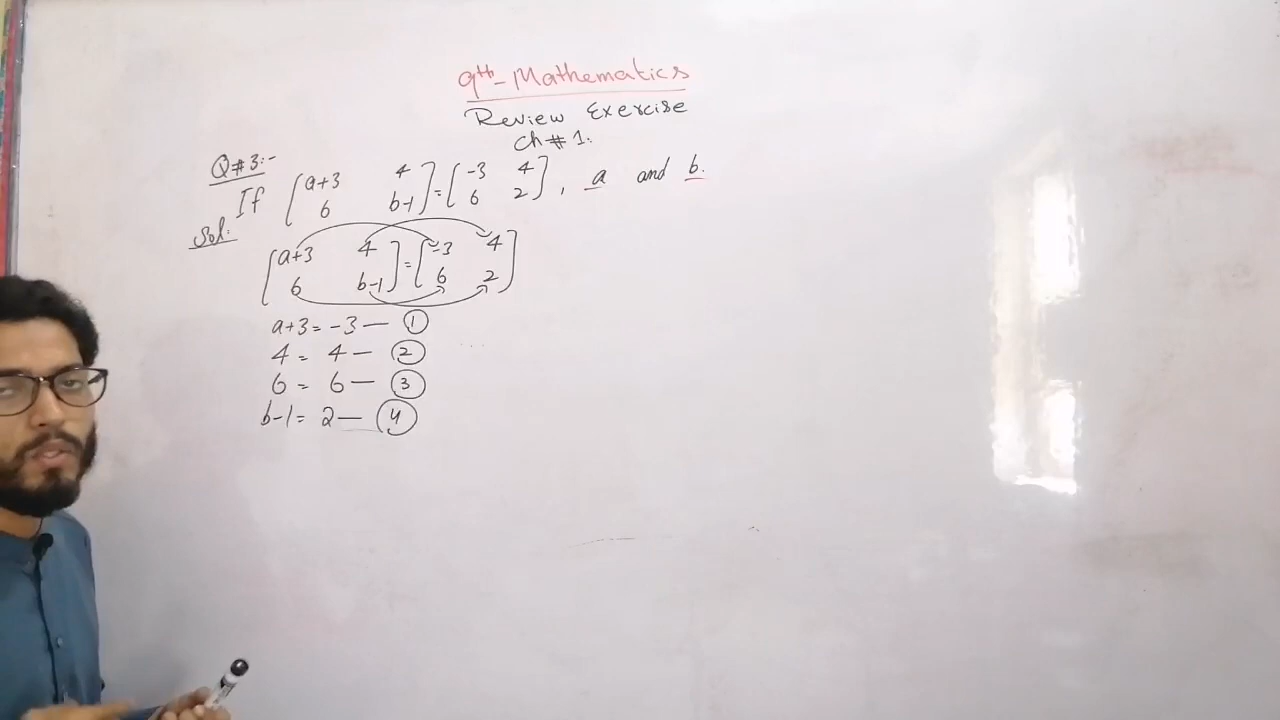 9th - Mathematics
Review Exercise
Ch # 1:
Q # 3:-
If [a+3 4
6 b-1] = [-3 4
6 2], a and b.
Sol:
[a+3 4
6 b-1] = [-3 4
6 2]
a+3 = -3 — ①
4 = 4 — ②
6 = 6 — ③
b-1 = 2 — ④